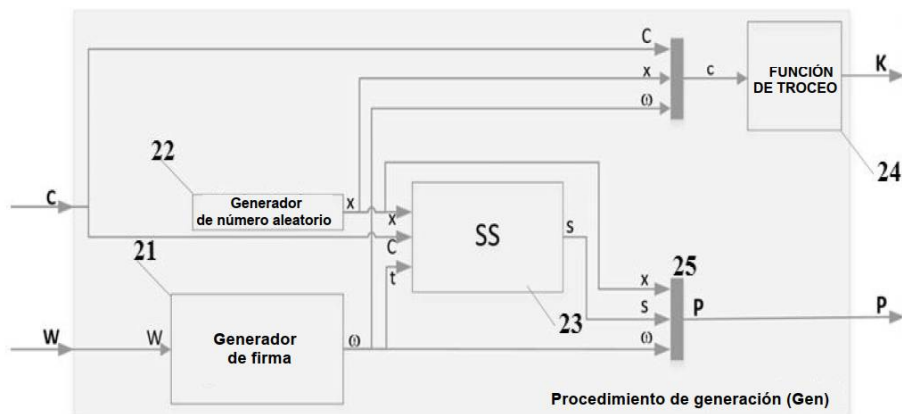 C
x
ω
c
FUNCIÓN
DE TROCEO
K
24
22
Generador
de número aleatorio
x
C
x
C
t
SS
s
23
21
W
W
Generador
de firma
ω
25
x
s
ω
P
P
Procedimiento de generación (Gen)